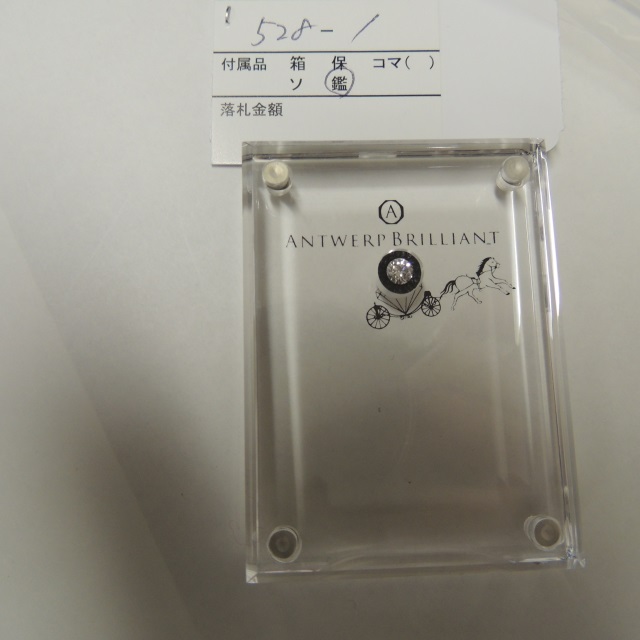 528-1
付属品 箱 保 コマ( )
ソ 鑑
落札金額
A
ANTWERP BRILLIANT